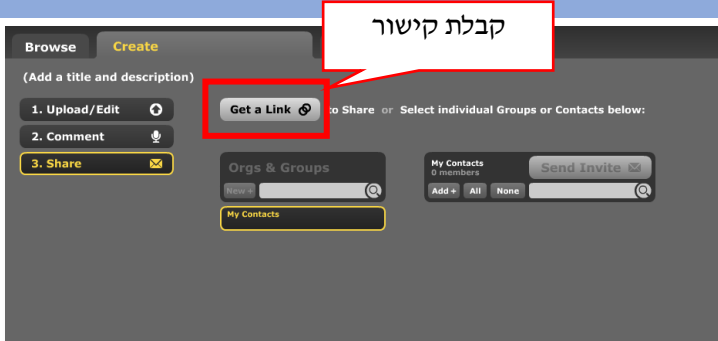 קבלת קישור
Browse
Create
(Add a title and description)
1. Upload/Edit
2. Comment
3. Share
Get a Link
to Share or Select individual Groups or Contacts below:
Orgs & Groups
New +
My Contacts
My Contacts
0 members
Send Invite
Add +
All
None